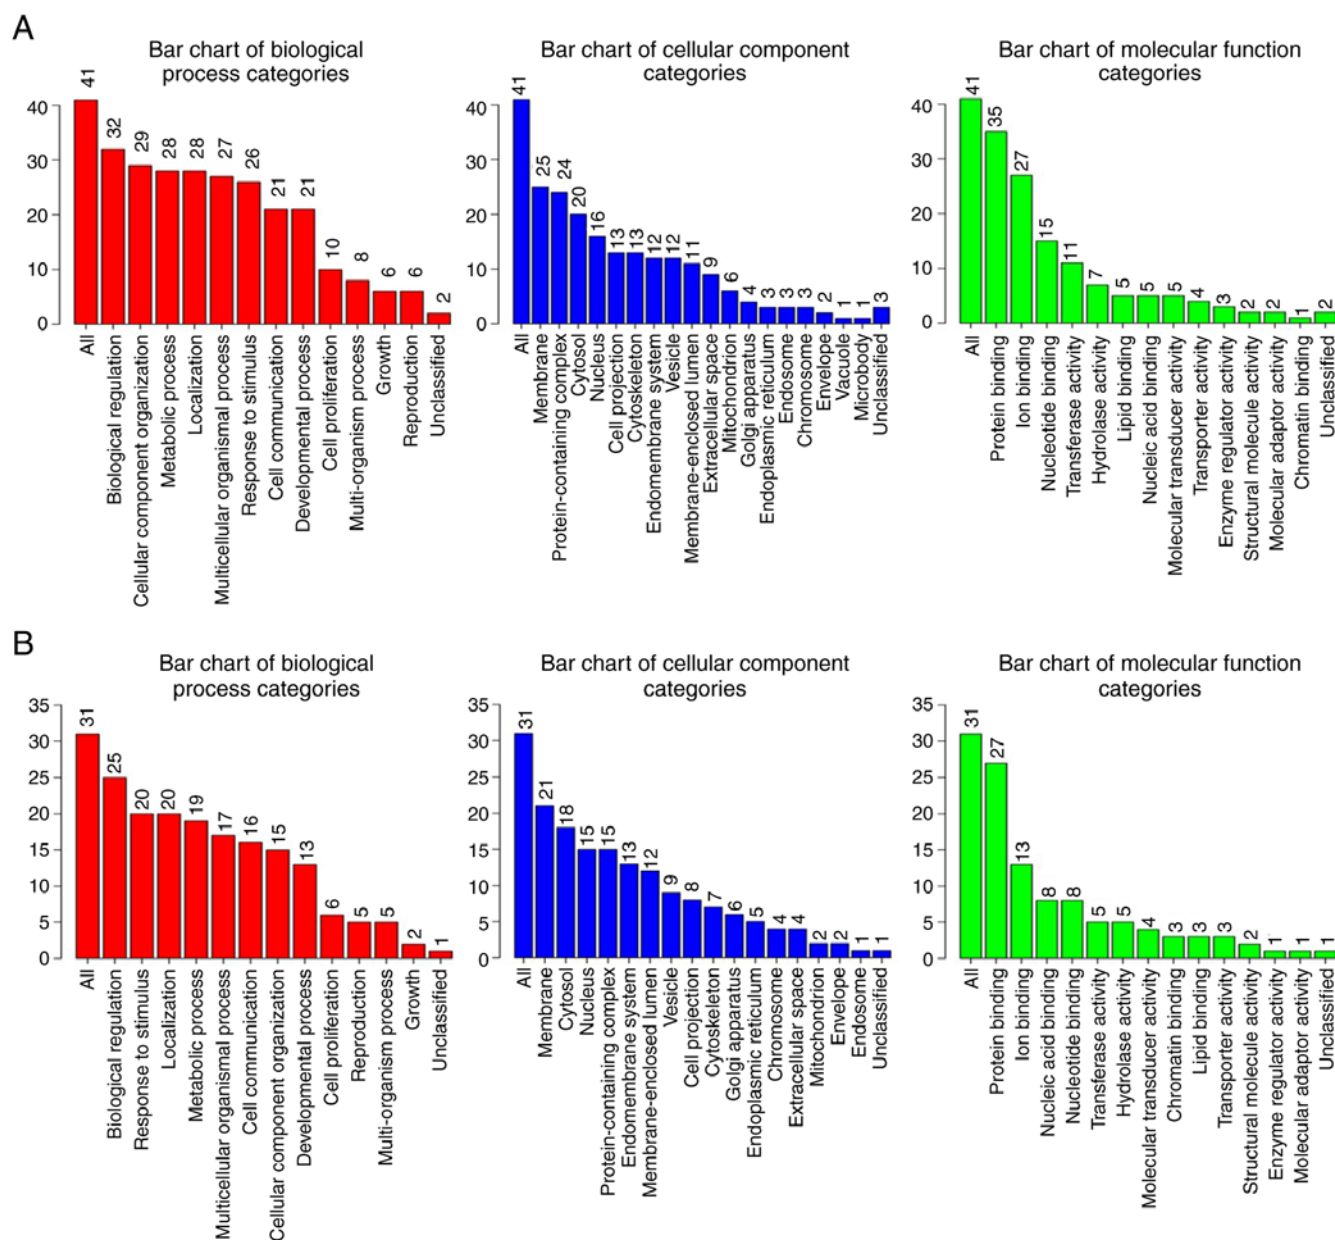 A
Bar chart of biological
process categories
41
32
29
28
28
27
26
21
21
10
8
6
6
2
40
30
20
10
0
All
Biological regulation
Cellular component organization
Metabolic process
Localization
Multicellular organismal process
Response to stimulus
Cell communication
Developmental process
Cell proliferation
Multi-organism process
Growth
Reproduction
Unclassified
Bar chart of cellular component
categories
41
25
24
20
16
13
13
12
12
11
9
6
4
3
3
3
2
1
1
3
40
30
20
10
0
All
Membrane
Protein-containing complex
Cytosol
Nucleus
Cell projection
Cytoskeleton
Endomembrane system
Vesicle
Membrane-enclosed lumen
Extracellular space
Mitochondrion
Golgi apparatus
Endoplasmic reticulum
Endosome
Chromosome
Envelope
Vacuole
Microbody
Unclassified
Bar chart of molecular function
categories
41
35
27
15
11
7
5
5
5
4
3
2
2
1
2
40
30
20
10
0
All
Protein binding
Ion binding
Nucleotide binding
Transferase activity
Hydrolase activity
Lipid binding
Nucleic acid binding
Molecular transducer activity
Transporter activity
Enzyme regulator activity
Structural molecule activity
Molecular adaptor activity
Chromatin binding
Unclassified
B
Bar chart of biological
process categories
31
25
20
20
19
17
16
15
13
6
5
5
2
1
35
30
25
20
15
10
5
0
All
Biological regulation
Response to stimulus
Localization
Metabolic process
Multicellular organismal process
Cell communication
Cellular component organization
Developmental process
Cell proliferation
Reproduction
Multi-organism process
Growth
Unclassified
Bar chart of cellular component
categories
31
21
18
15
15
13
12
9
8
7
6
5
4
4
2
2
1
1
35
30
25
20
15
10
5
0
All
Membrane
Cytosol
Nucleus
Protein-containing complex
Endomembrane system
Membrane-enclosed lumen
Vesicle
Cell projection
Cytoskeleton
Golgi apparatus
Endoplasmic reticulum
Chromosome
Extracellular space
Mitochondrion
Envelope
Endosome
Unclassified
Bar chart of molecular function
categories
31
27
13
8
8
5
5
4
3
3
3
2
1
1
1
35
30
25
20
15
10
5
0
All
Protein binding
Ion binding
Nucleic acid binding
Nucleotide binding
Transferase activity
Hydrolase activity
Molecular transducer activity
Chromatin binding
Lipid binding
Transporter activity
Structural molecule activity
Enzyme regulator activity
Molecular adaptor activity
Unclassified